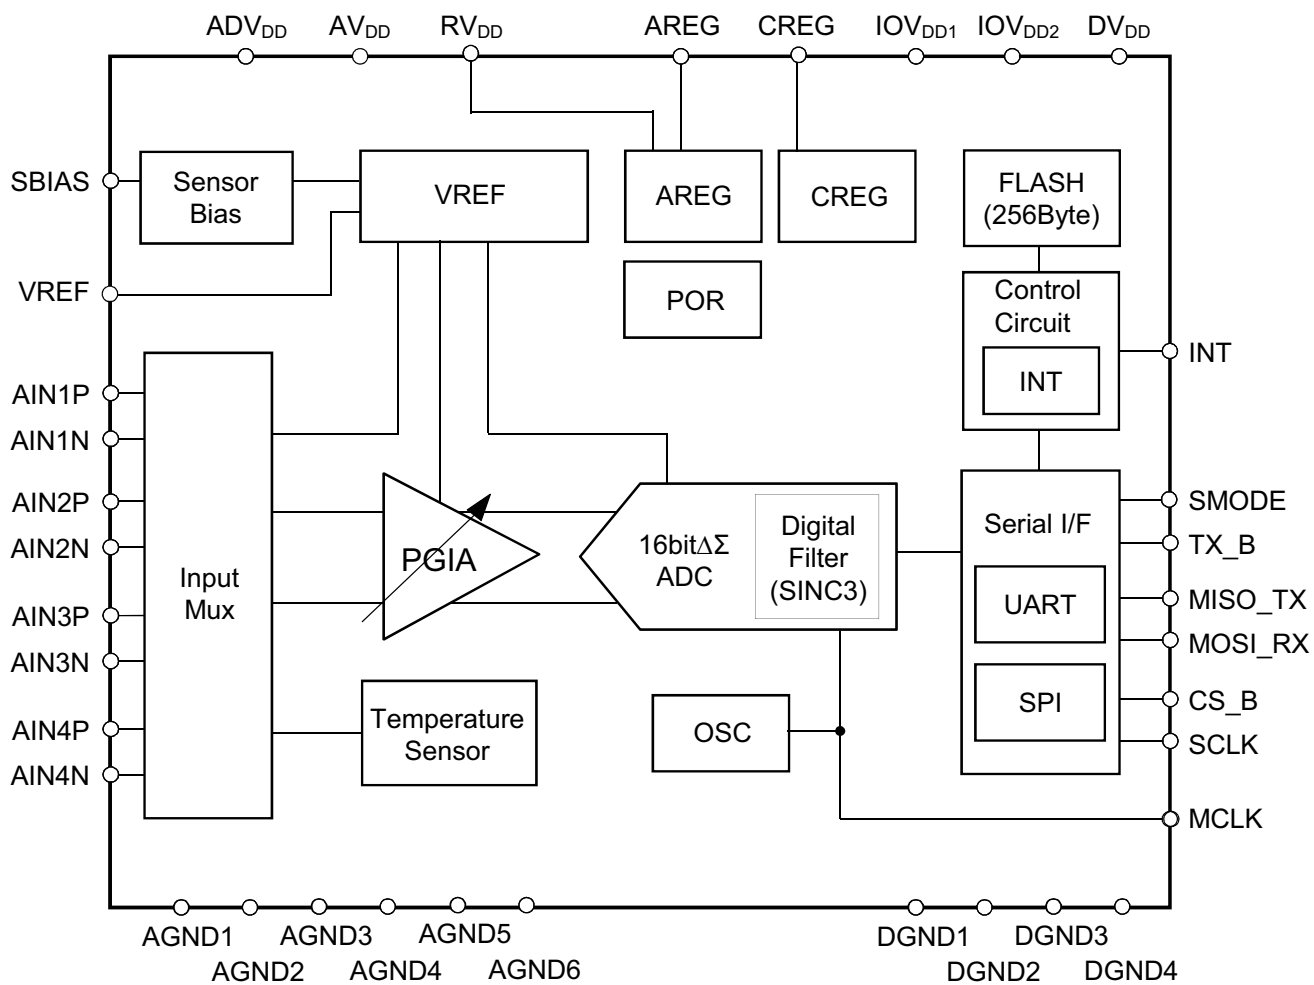 ADVDD AVDD RVDD AREG CREG IOVDD1 IOVDD2 DVDD
SBIAS
Sensor
Bias
VREF
AREG
CREG
FLASH
(256Byte)
VREF
POR
Control
Circuit
INT
INT
AIN1P
AIN1N
AIN2P
AIN2N
AIN3P
AIN3N
AIN4P
AIN4N
Input
Mux
PGIA
16bitΔΣ
ADC
Digital
Filter
(SINC3)
Serial I/F
UART
SPI
SMODE
TX_B
MISO_TX
MOSI_RX
CS_B
SCLK
MCLK
Temperature
Sensor
OSC
AGND1 AGND3 AGND5 DGND1 DGND3
AGND2 AGND4 AGND6 DGND2 DGND4